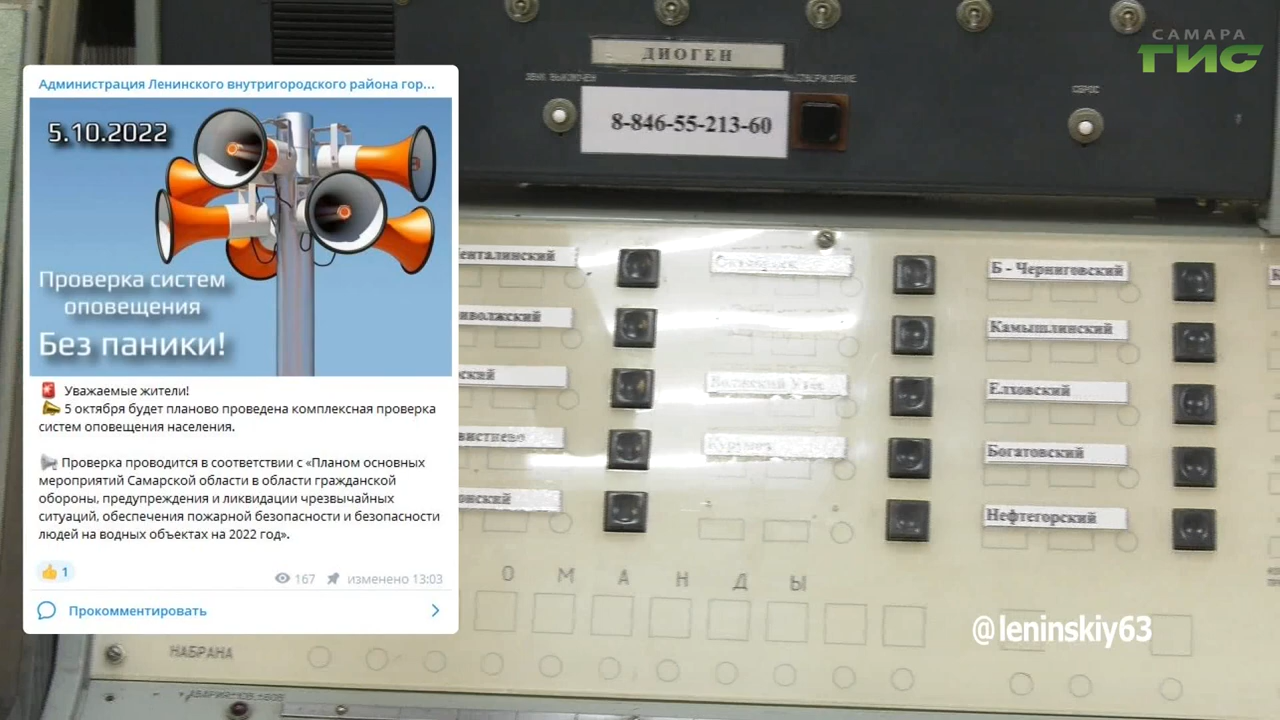 САМАРА
ГИС
ДИОГЕН
8-846-55-213-60
СБРОС
Администрация Ленинского внутригородского района гор...
5.10.2022
Проверка систем
оповещения
Без паники!
Уважаемые жители!
5 октября будет планово проведена комплексная проверка
систем оповещения населения.
Проверка проводится в соответствии с «Планом основных
мероприятий Самарской области в области гражданской
обороны, предупреждения и ликвидации чрезвычайных
ситуаций, обеспечения пожарной безопасности и безопасности
людей на водных объектах на 2022 год».
1
167
изменено 13:03
Прокомментировать
Б - Черниговский
Камышлинский
Елховский
Богатовский
Нефтегорский
О М А Н Д Ы
НАБРАНА
@leninskiy63